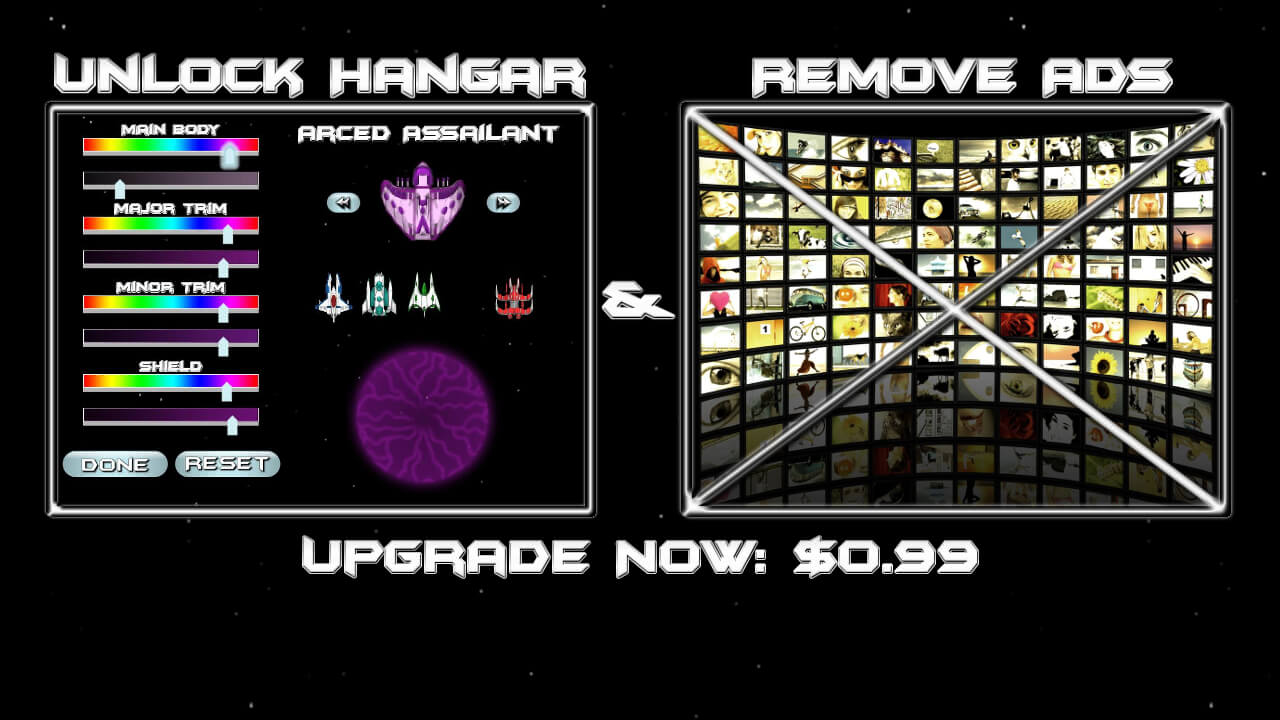 UNLOCK HANGAR
REMOVE ADS
MAIN BODY
ARCED ASSAILANT
MAJOR TRIM
MINOR TRIM
SHIELD
DONE
RESET
&
1
UPGRADE NOW: $0.99